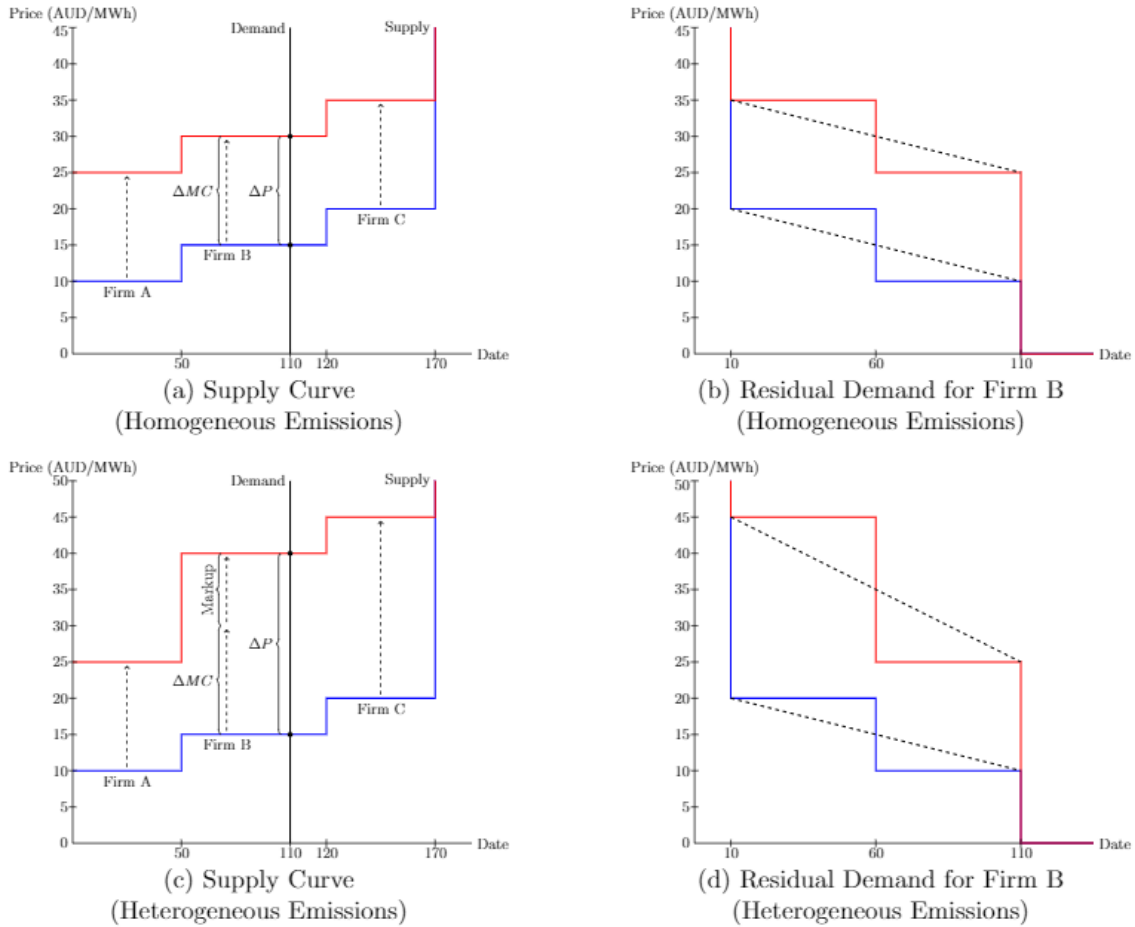 Price (AUD/MWh)
Demand
Supply
45
40
35
30
25
20
15
10
5
0
ΔMC
ΔP
Firm A
Firm B
Firm C
50
110
120
170
Date
(a) Supply Curve
(Homogeneous Emissions)
Price (AUD/MWh)
45
40
35
30
25
20
15
10
5
0
10
60
110
Date
(b) Residual Demand for Firm B
(Homogeneous Emissions)
Price (AUD/MWh)
Demand
Supply
50
45
40
35
30
25
20
15
10
5
0
Markup
ΔMC
ΔP
Firm A
Firm B
Firm C
50
110
120
170
Date
(c) Supply Curve
(Heterogeneous Emissions)
Price (AUD/MWh)
50
45
40
35
30
25
20
15
10
5
0
10
60
110
Date
(d) Residual Demand for Firm B
(Heterogeneous Emissions)